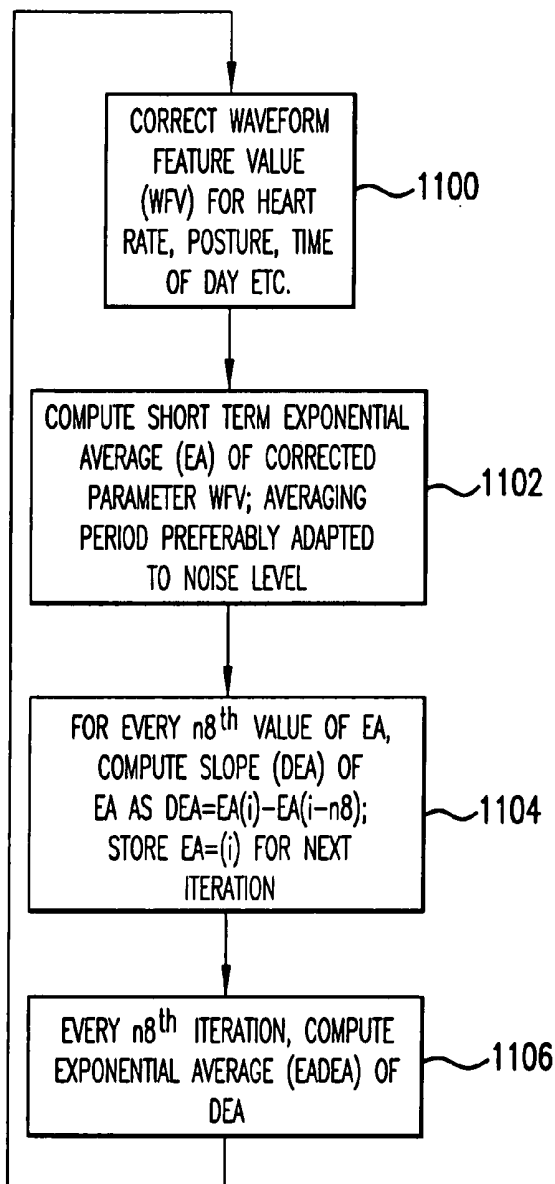 CORRECT WAVEFORM
FEATURE VALUE
(WFV) FOR HEART
RATE, POSTURE, TIME
OF DAY ETC.
1100
COMPUTE SHORT TERM EXPONENTIAL
AVERAGE (EA) OF CORRECTED
PARAMETER WFV; AVERAGING
PERIOD PREFERABLY ADAPTED
TO NOISE LEVEL
1102
FOR EVERY n8th VALUE OF EA,
COMPUTE SLOPE (DEA) OF
EA AS DEA=EA(i)-EA(i-n8);
STORE EA=(i) FOR NEXT
ITERATION
1104
EVERY n8th ITERATION, COMPUTE
EXPONENTIAL AVERAGE (EADEA) OF
DEA
1106